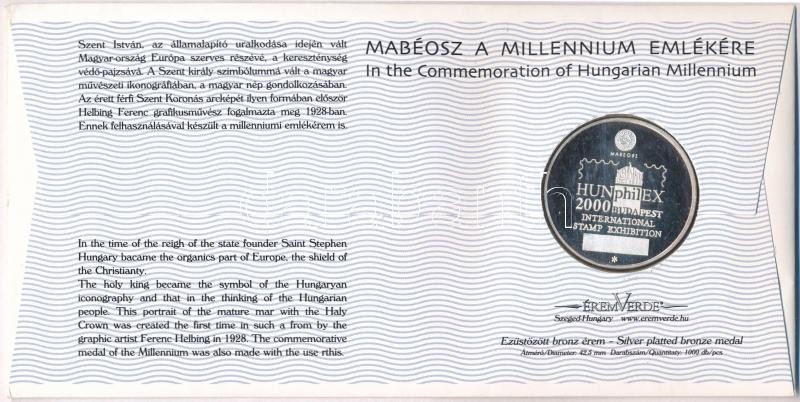 Szent István, az államalapító uralkodása idején vált
Magyar-ország Európa szerves részévé, a kereszténység
védő-pajzsává. A Szent király szimbólummá vált a magyar
művészeti ikonográfiában, a magyar nép gondolkozásában.
Az érett férfi Szent Koronás arcképét ilyen formában először
Helbing Ferenc grafikusművész fogalmazta meg 1928-ban.
Ennek felhasználásával készült a millenniumi emlékérem is.
In the time of the reigh of the state founder Saint Stephen
Hungary bacame the organics part of Europe, the shield of
the Christianty.
The holy king became the symbol of the Hungaryan
iconography and that in the thinking of the Hungarian
people. This portrait of the mature mar with the Haly
Crown was created the first time in such a from by the
graphic artist Ferenc Helbing in 1928. The commemorative
medal of the Millennium was also made with the use rthis.
MABÉOSZ A MILLENNIUM EMLÉKÉRE
In the Commemoration of Hungarian Millennium
MABÉOSZ
HUNphilEX
2000 BUDAPEST
INTERNATIONAL
STAMP EXHIBITION
ÉREMVERDE
Szeged-Hungary www.eremverde.hu
Ezüstözött bronz érem - Silver platted bronze medal
Átmérő/Diameter: 42.5 mm Darabszám/Quantitaty: 1000 db/pcs